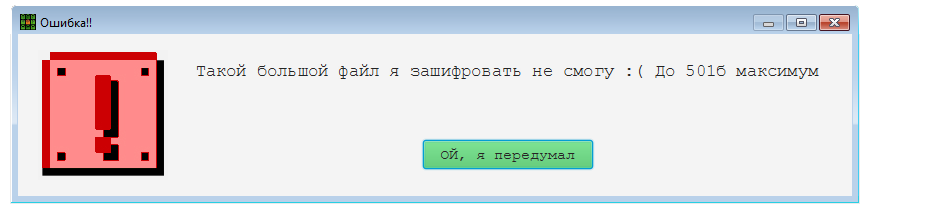 Ошибка!!
Такой большой файл я зашифровать не смогу :( До 501б максимум
ОЙ, я передумал